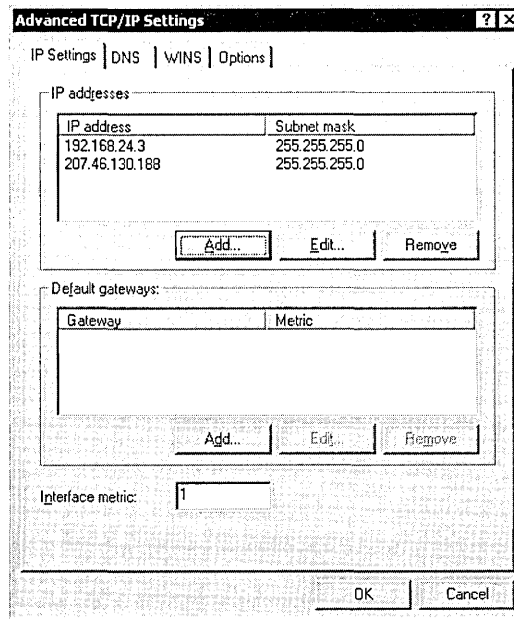 Advanced TCP/IP Settings
IP Settings DNS WINS Options
IP addresses
IP address Subnet mask
192.168.24.3 255.255.255.0
207.46.130.188 255.255.255.0
Add... Edit... Remove
Default gateways:
Gateway Metric
Add... Edit... Remove
Interface metric: 1
OK Cancel